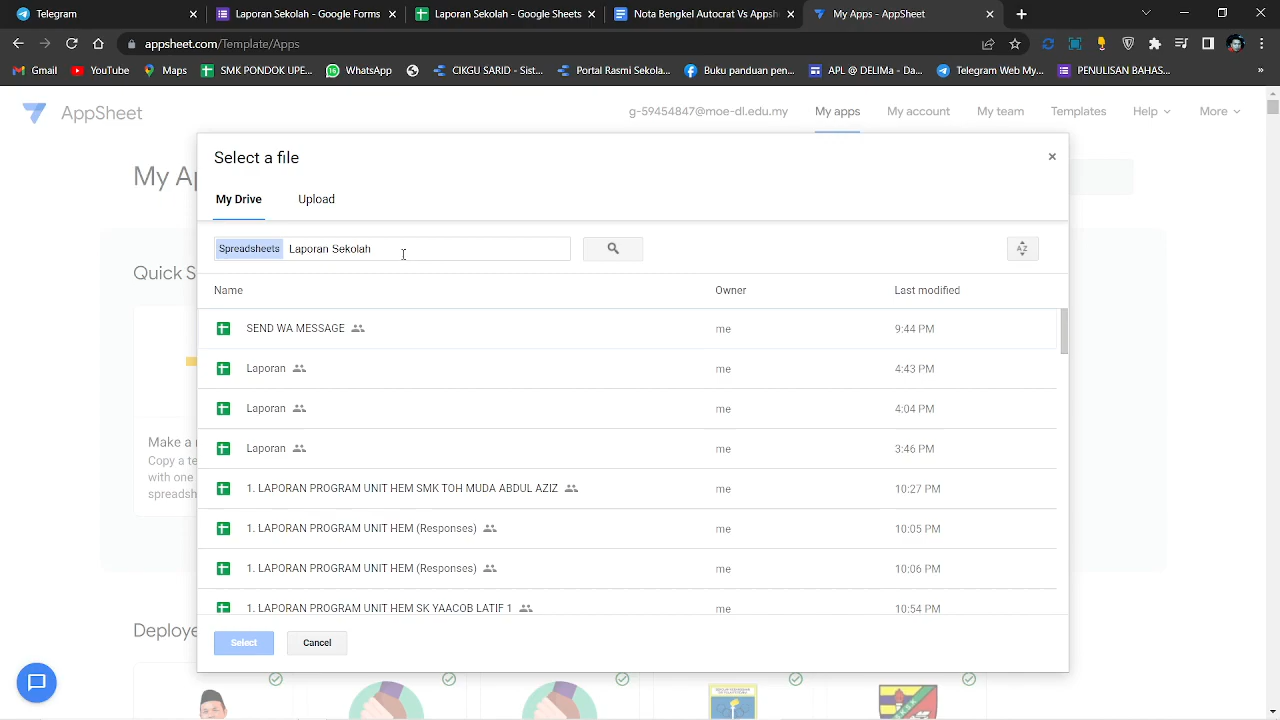 Telegram
Laporan Sekolah - Google Forms
Laporan Sekolah - Google Sheets
Nota Bengkel Autocrat Vs Appsh
My Apps - AppSheet
appsheet.com/Template/Apps
Gmail
YouTube
Maps
SMK PONDOK UPE...
WhatsApp
CIKGU SARID - Diges...
Portal Rasmi Sekola...
Buku panduan man...
API @ DELIMA -...
Telegram Web My...
PENULISAN BAHAS...
»
AppSheet
g-59454847@moe-dl.edu.my
My apps
My account
My team
Templates
Help
More
My Ap
Select a file
My Drive
Upload
Spreadsheets
Laporan Sekolah
Quick S
Name
Owner
Last modified
SEND WA MESSAGE
me
9:44 PM
Laporan
me
4:43 PM
Laporan
me
4:04 PM
Make a
Laporan
me
3:46 PM
Copy a te
with one
spreadsh
1. LAPORAN PROGRAM UNIT HEM SMK TOH MUDA ABDUL AZIZ
me
10:27 PM
1. LAPORAN PROGRAM UNIT HEM (Responses)
me
10:05 PM
1. LAPORAN PROGRAM UNIT HEM (Responses)
me
10:06 PM
1. LAPORAN PROGRAM UNIT HEM SK YAACOB LATIF 1
me
10:54 PM
Deploye
Select
Cancel